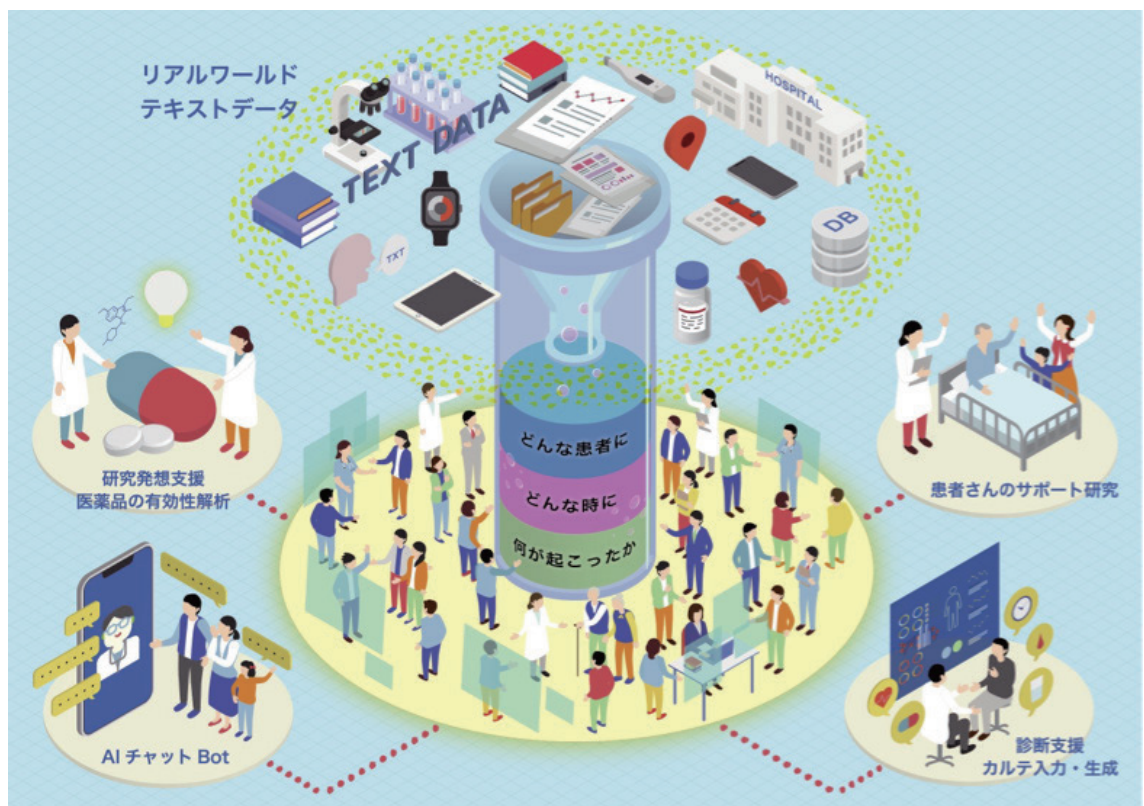 リアルワールド
テキストデータ
TEXT DATA
HOSPITAL
DB
TXT
どんな患者に
どんな時に
何が起こったか
研究発想支援
医薬品の有効性解析
患者さんのサポート研究
AI チャット Bot
診断支援
カルテ入力・生成